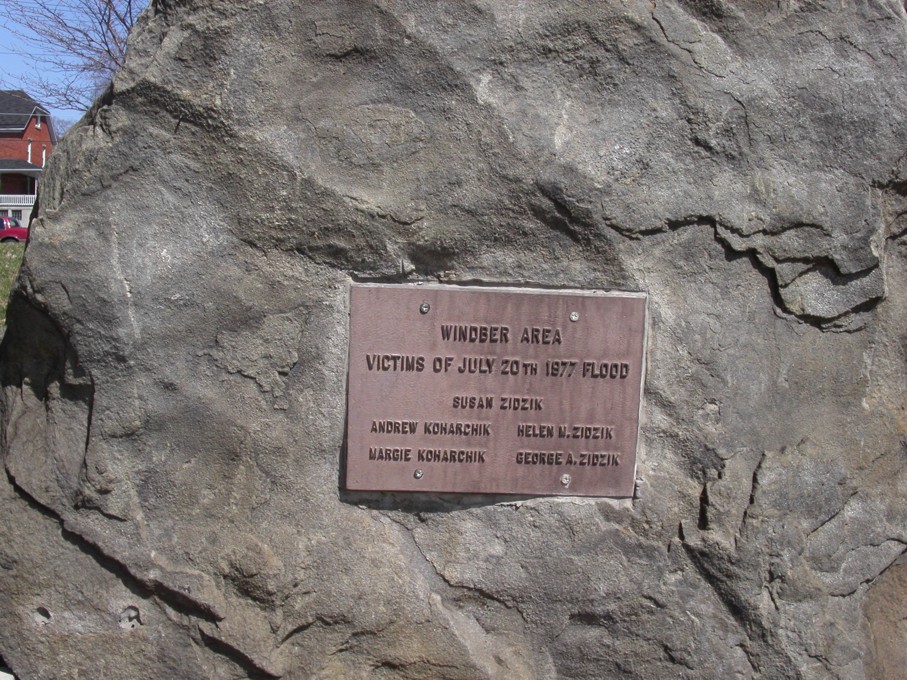 WINDBER AREA
VICTIMS OF JULY 20TH 1977 FLOOD
SUSAN ZIDZIK
ANDREW KOHARCHIK HELEN M. ZIDZIK
MARGIE KOHARCHIK GEORGE A. ZIDZIK